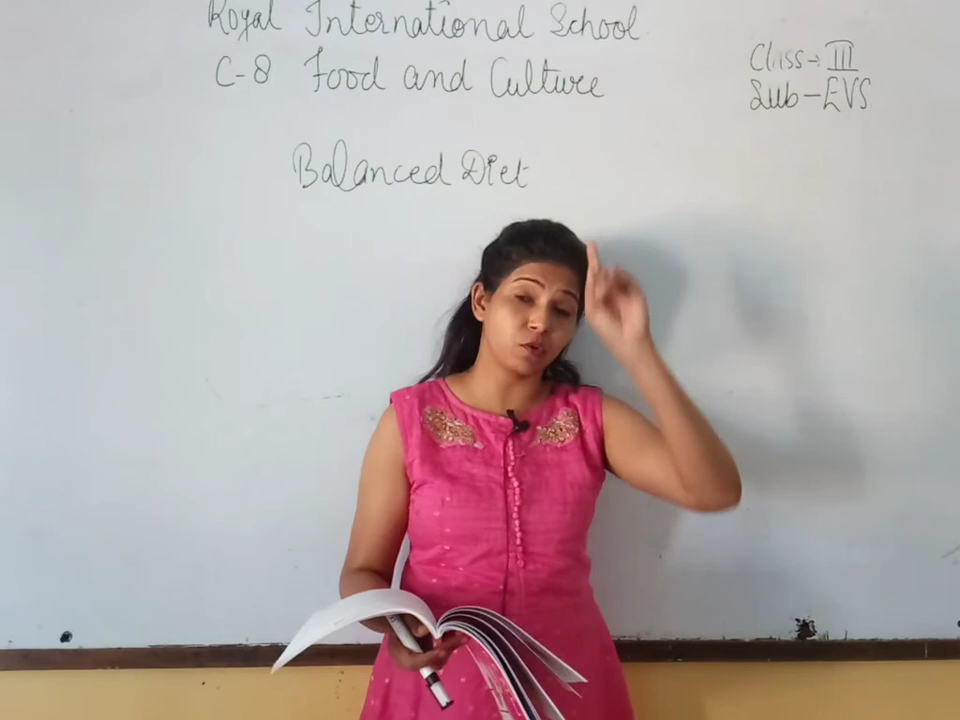 Royal International School
C-8 Food and Culture
Class→ III
Sub-EVS
Balanced Diet